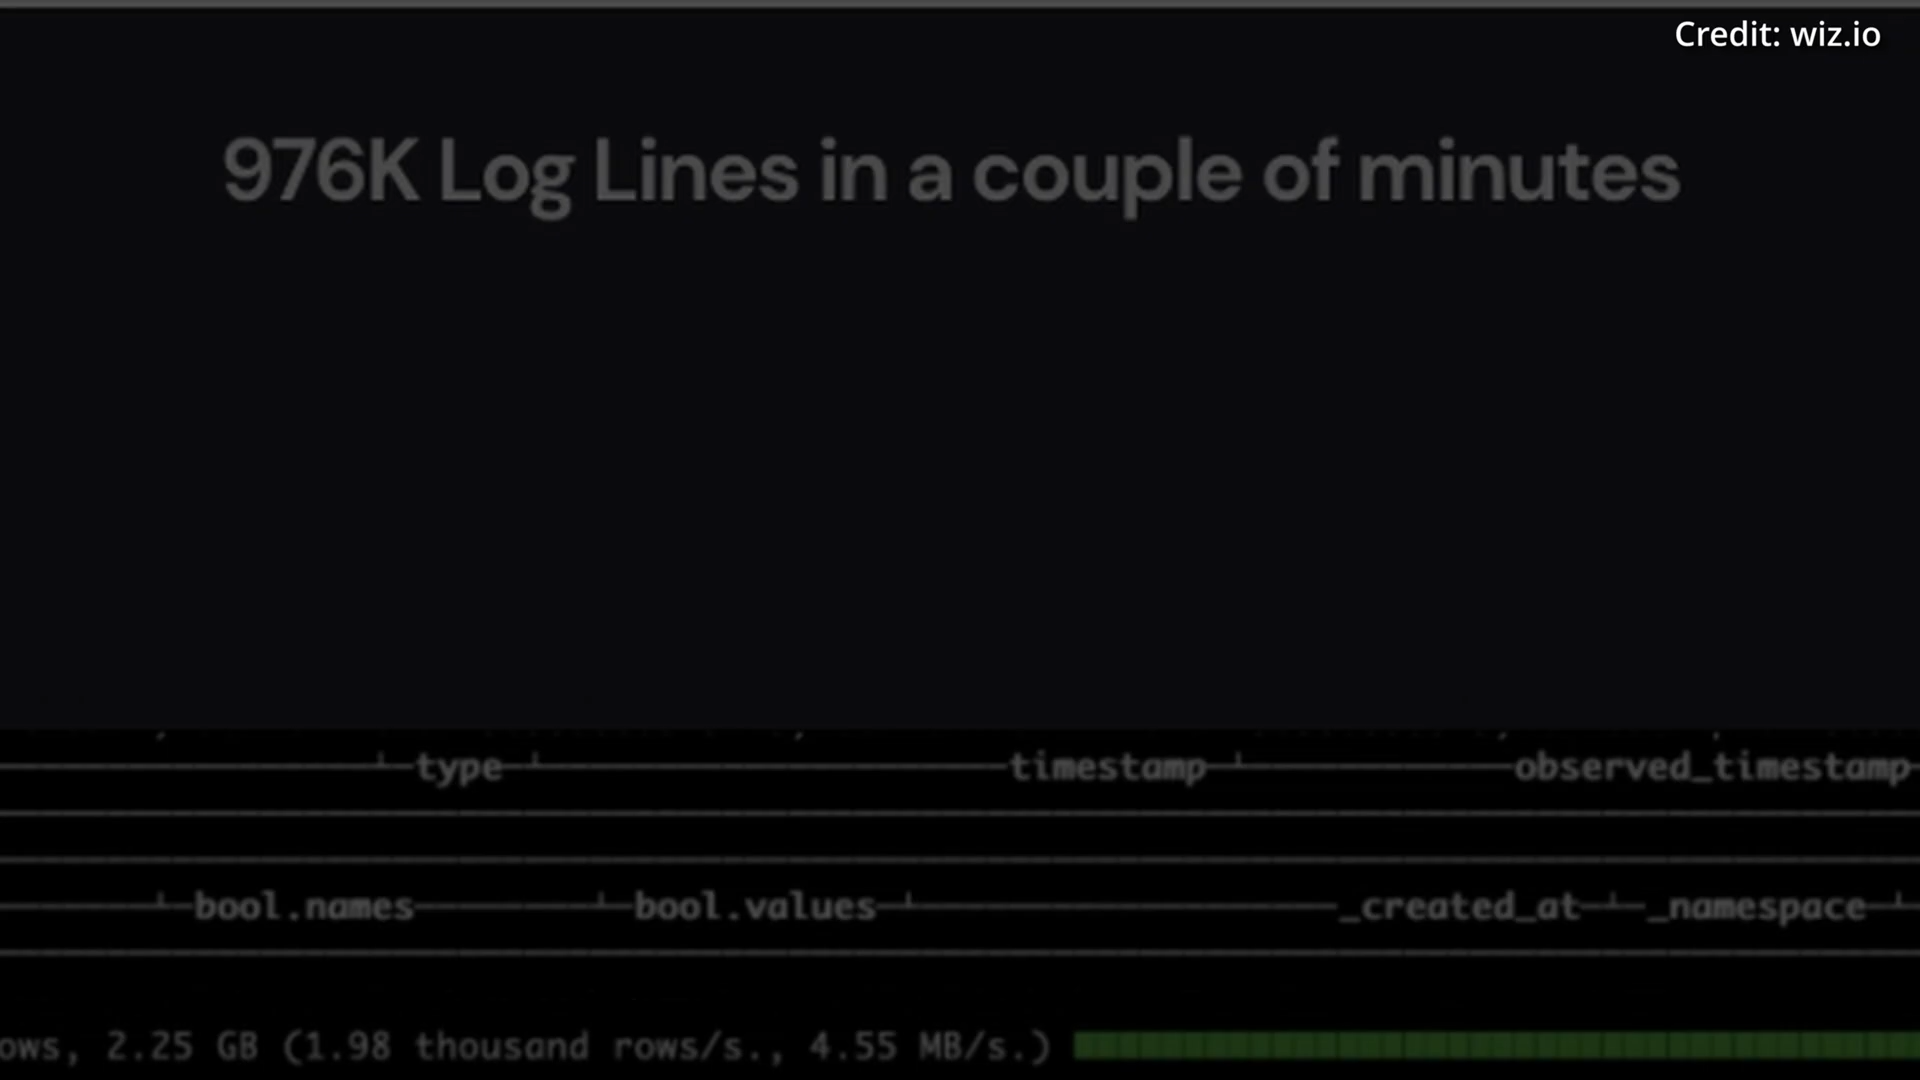 Credit: wiz.io
976K Log Lines in a couple of minutes
type timestamp observed_timestamp
bool.names bool.values _created_at _namespace
ows, 2.25 GB (1.98 thousand rows/s., 4.55 MB/s.)